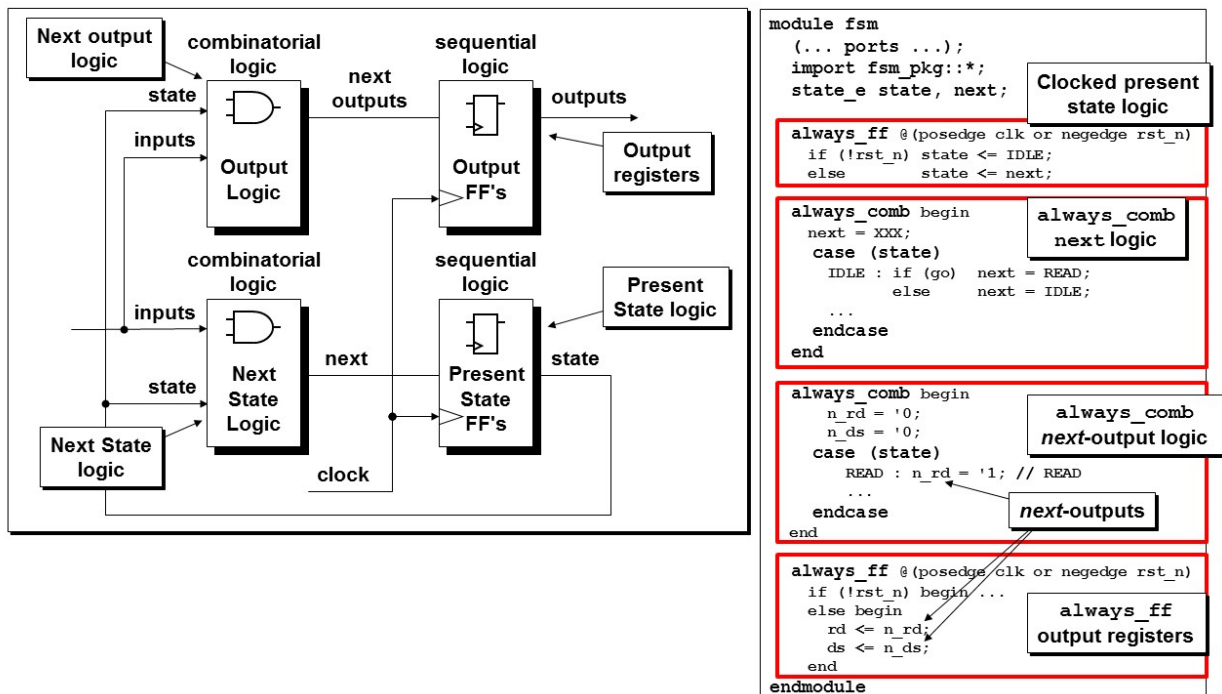 Next output
logic
combinatorial
logic
sequential
logic
next
outputs
state
outputs
inputs
Output
Logic
Output
FF's
Output
registers
combinatorial
logic
sequential
logic
Present
State logic
inputs
next
state
state
Next
State
Logic
Present
State
FF's
Next State
logic
clock
module fsm
(... ports ...);
import fsm_pkg::*;
state_e state, next;
Clocked present
state logic
always_ff @(posedge clk or negedge rst_n)
if (!rst_n) state <= IDLE;
else state <= next;
always_comb begin
next = XXX;
case (state)
IDLE : if (go) next = READ;
else next = IDLE;
...
endcase
end
always_comb
next logic
always_comb begin
n_rd = '0;
n_ds = '0;
case (state)
READ : n_rd = '1; // READ
...
endcase
end
always_comb
next-output logic
next-outputs
always_ff @(posedge clk or negedge rst_n)
if (!rst_n) begin ...
else begin
rd <= n_rd;
ds <= n_ds;
end
always_ff
output registers
endmodule